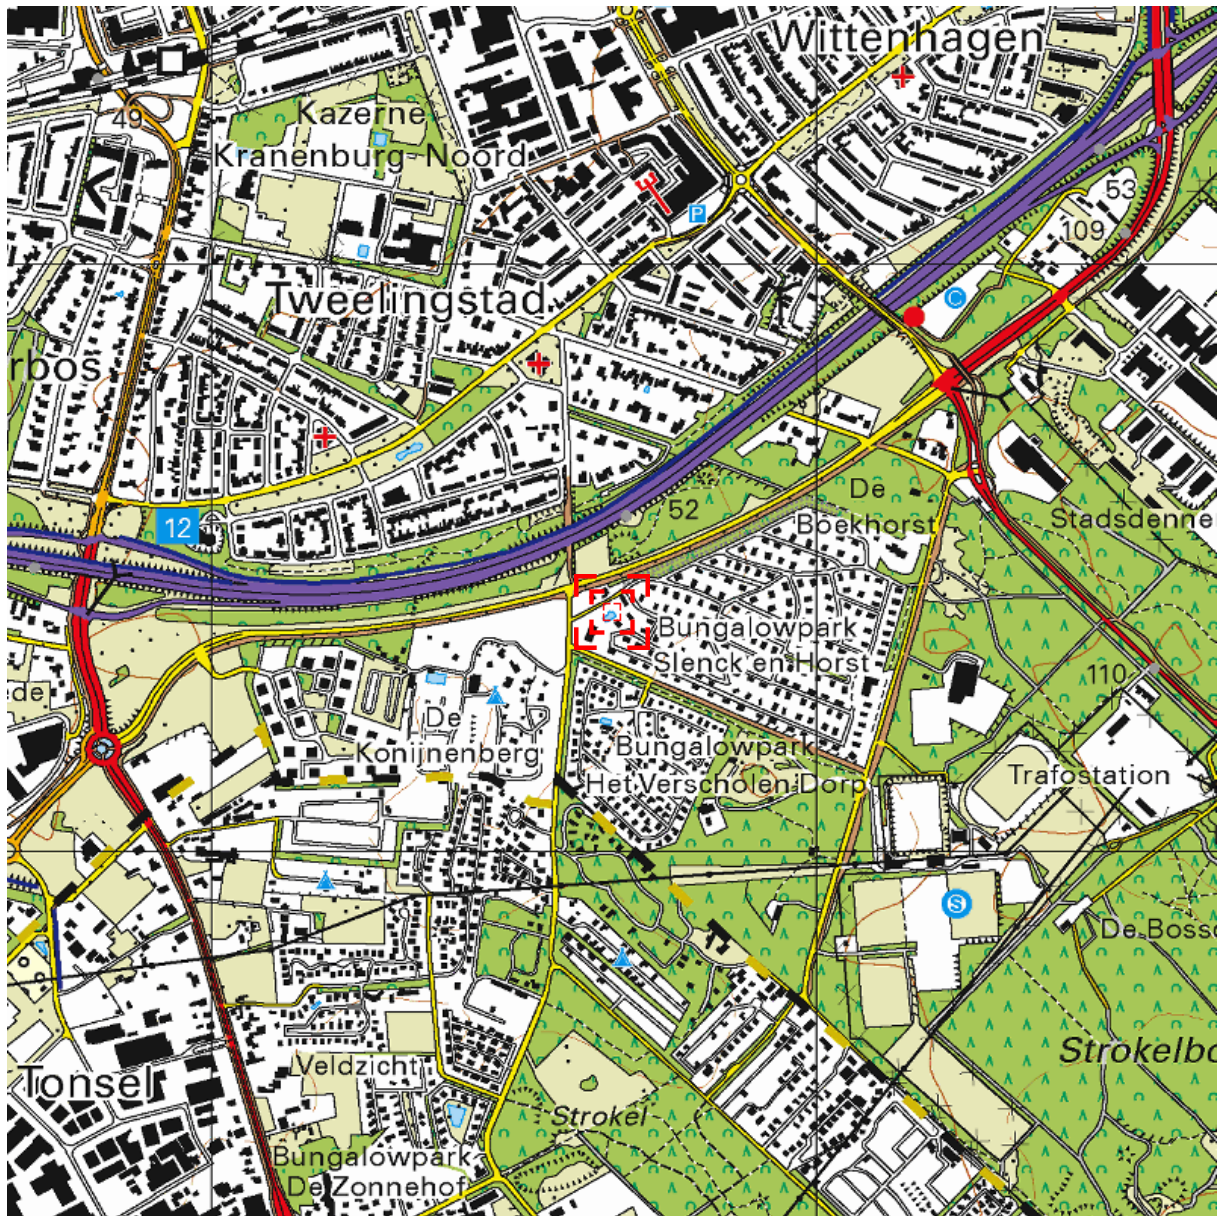 Wittenhagen
49
Kazerne
Kranenburg-Noord
53
P
109
Tweelingstad
C
rbos
De
12
52
Boekhorst
Stadsdenne
Bungalowpark
Slenck en Horst
de
110
De
Konijnenberg
Bungalowpark
Het Verscholen Dorp
Trafostation
S
De Bossc
Strokelbo
Veldzicht
Tonsel
Strokel
Bungalowpark
De Zonnehof